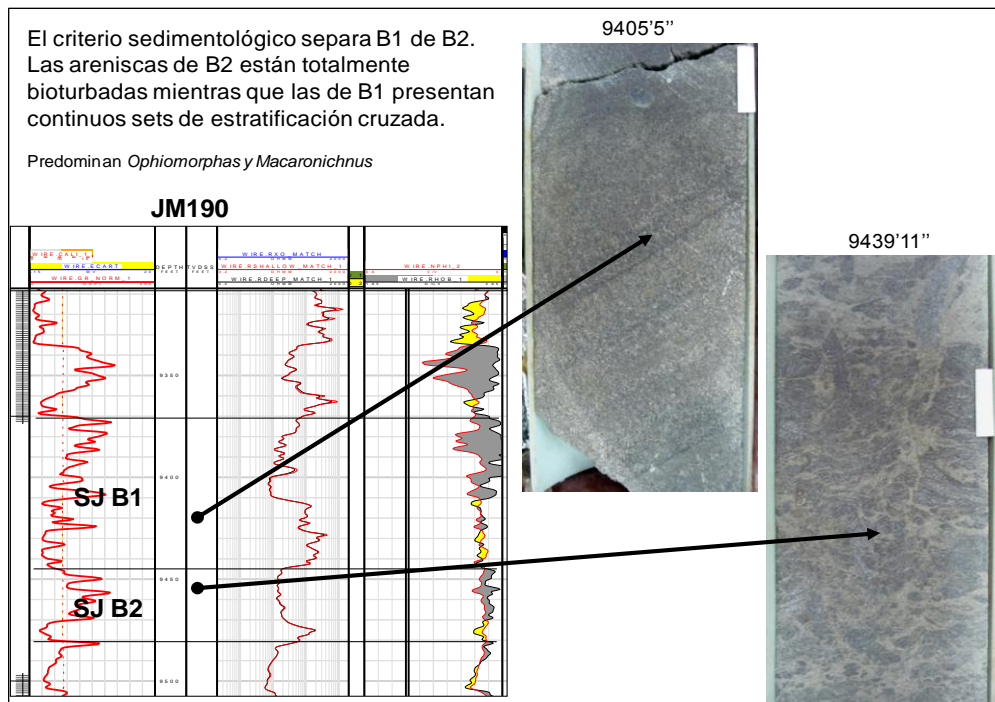 El criterio sedimentológico separa B1 de B2.
Las areniscas de B2 están totalmente
bioturbadas mientras que las de B1 presentan
continuos sets de estratificación cruzada.
Predominan Ophiomorphas y Macaronichnus
9405’5’’
9439’11’’
JM190
WIRE.CALI_1
WIRE.ECART
WIRE.GR_NORM_1
DEPTH
FEET
TVDSS
FEET
WIRE.RXO_MATCH
WIRE.RSHALLOW_MATCH_1
WIRE.RDEEP_MATCH_1
WIRE.NPHI_2
WIRE.RHOB_1
9350
SJ B1
9400
9450
SJ B2
9500